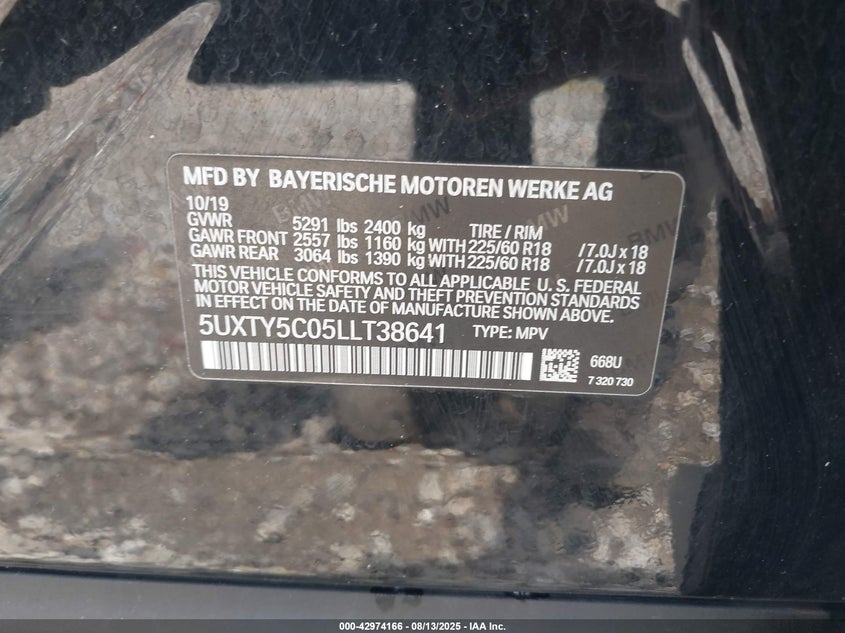 MFD BY BAYERISCHE MOTOREN WERKE AG
10/19
GVWR 5291 lbs 2400 kg TIRE / RIM
GAWR FRONT 2557 lbs 1160 kg WITH 225/60 R18 / 7.0J x 18
GAWR REAR 3064 lbs 1390 kg WITH 225/60 R18 / 7.0J x 18
THIS VEHICLE CONFORMS TO ALL APPLICABLE U. S. FEDERAL
MOTOR VEHICLE SAFETY AND THEFT PREVENTION STANDARDS
IN EFFECT ON THE DATE OF MANUFACTURE SHOWN ABOVE.
5UXTY5C05LLT38641 TYPE: MPV
668U
7 320 730
000-42974166 - 08/13/2025 - IAA Inc.